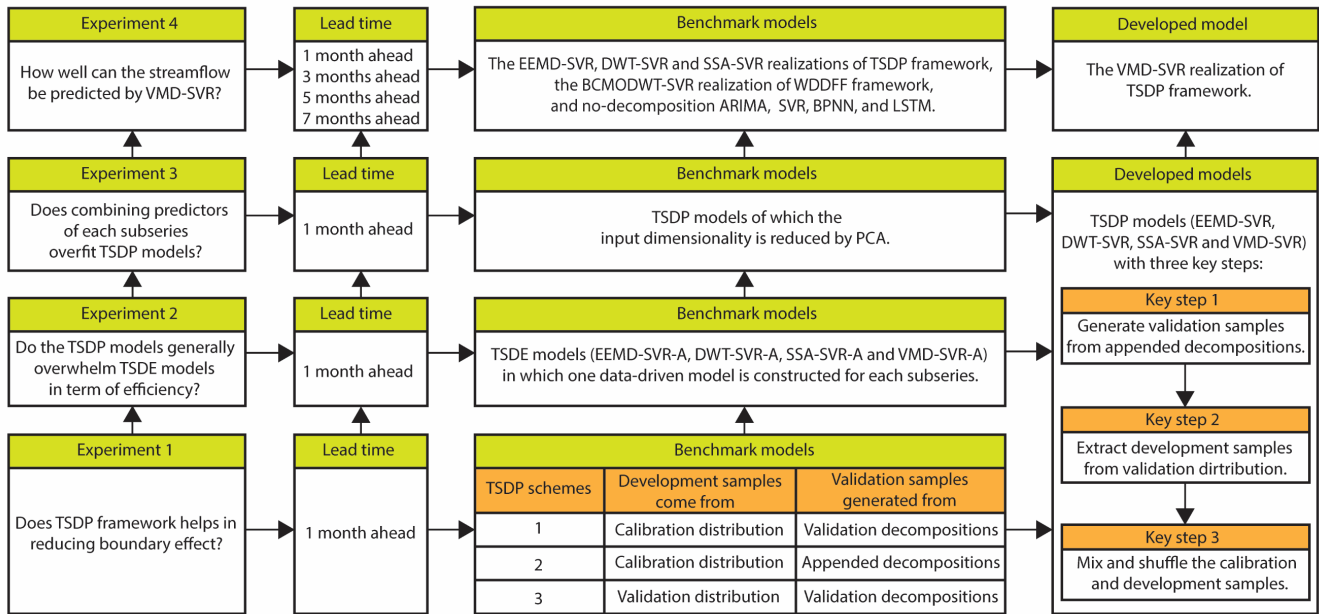 Experiment 4
How well can the streamflow
be predicted by VMD-SVR?
Lead time
1 month ahead
3 months ahead
5 months ahead
7 months ahead
Benchmark models
The EEMD-SVR, DWT-SVR and SSA-SVR realizations of TSDP framework,
the BCMODWT-SVR realization of WDDFF framework,
and no-decomposition ARIMA, SVR, BPNN, and LSTM.
Developed model
The VMD-SVR realization of
TSDP framework.
Experiment 3
Does combining predictors
of each subseries
overfit TSDP models?
Lead time
1 month ahead
Benchmark models
TSDP models of which the
input dimensionality is reduced by PCA.
Experiment 2
Do the TSDP models generally
overwhelm TSDE models
in term of efficiency?
Lead time
1 month ahead
Benchmark models
TSDE models (EEMD-SVR-A, DWT-SVR-A, SSA-SVR-A and VMD-SVR-A)
in which one data-driven model is constructed for each subseries.
Experiment 1
Does TSDP framework helps in
reducing boundary effect?
Lead time
1 month ahead
Benchmark models
TSDP schemes
Development samples
come from
Validation samples
generated from
1
Calibration distribution
Validation decompositions
2
Calibration distribution
Appended decompositions
3
Validation distribution
Validation decompositions
Developed models
TSDP models (EEMD-SVR,
DWT-SVR, SSA-SVR and VMD-SVR)
with three key steps:
Key step 1
Generate validation samples
from appended decompositions.
Key step 2
Extract development samples
from validation dirtribution.
Key step 3
Mix and shuffle the calibration
and development samples.